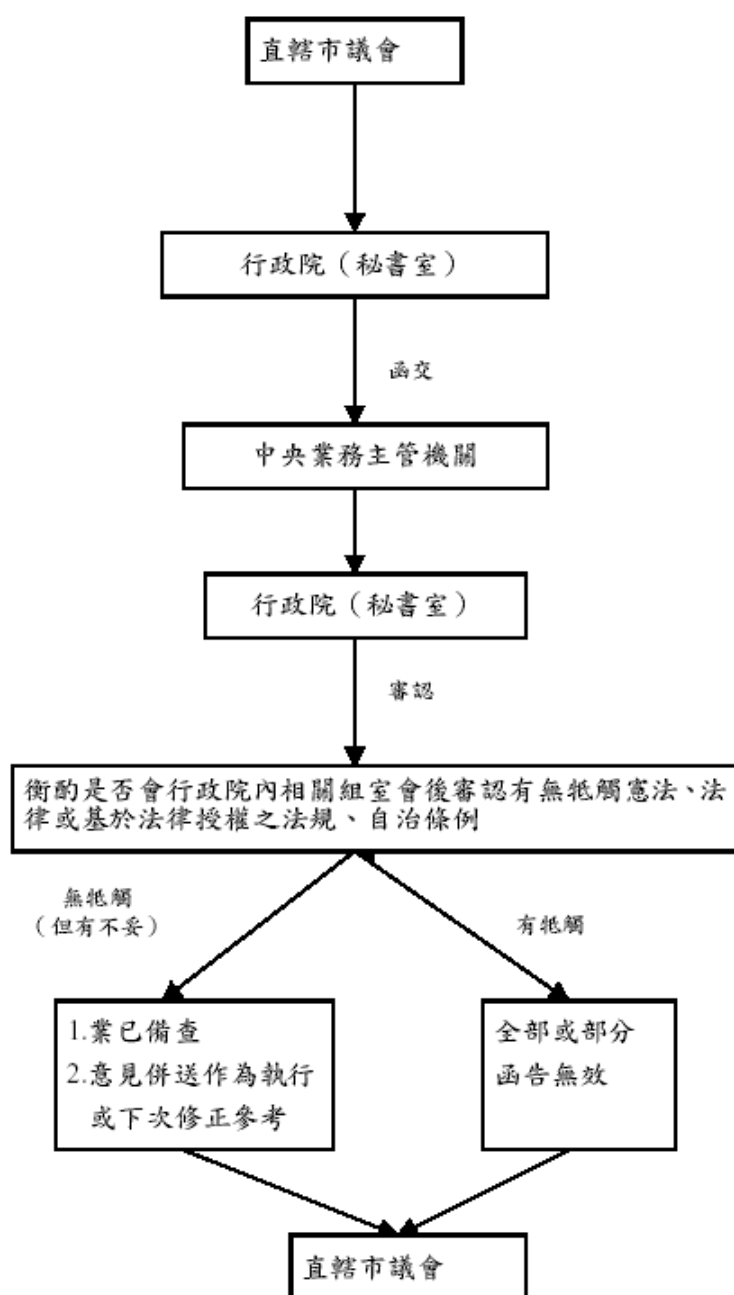 直轄市議會
行政院（秘書室）
函交
中央業務主管機關
行政院（秘書室）
審認
衡酌是否會行政院內相關組室會後審認有無牴觸憲法、法
律或基於法律授權之法規、自治條例
無牴觸
（但有不妥）
有牴觸
1.業已備查
2.意見併送作為執行
或下次修正參考
全部或部分
函告無效
直轄市議會